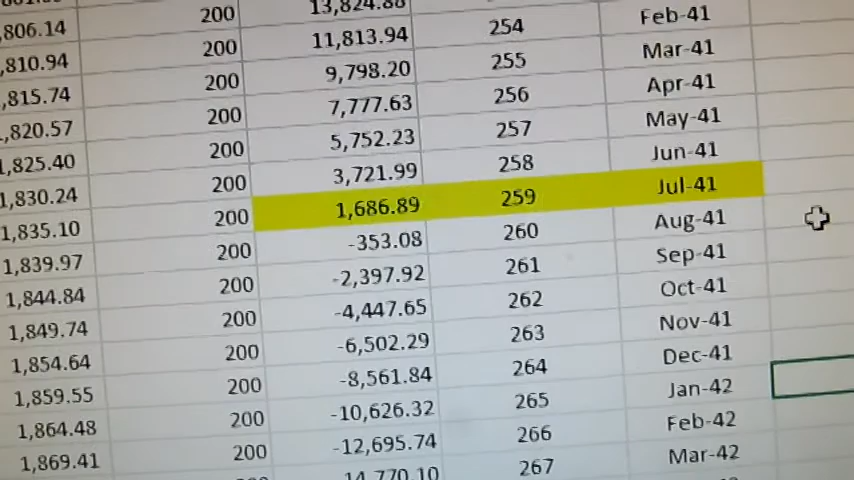 ,806.14 200 13,824.88
,810.94 200 11,813.94 254 Feb-41
,815.74 200 9,798.20 255 Mar-41
1,820.57 200 7,777.63 256 Apr-41
1,825.40 200 5,752.23 257 May-41
1,830.24 200 3,721.99 258 Jun-41
1,835.10 200 1,686.89 259 Jul-41
1,839.97 200 -353.08 260 Aug-41
1,844.84 200 -2,397.92 261 Sep-41
1,849.74 200 -4,447.65 262 Oct-41
1,854.64 200 -6,502.29 263 Nov-41
1,859.55 200 -8,561.84 264 Dec-41
1,864.48 200 -10,626.32 265 Jan-42
1,869.41 200 -12,695.74 266 Feb-42
14,770.10 267 Mar-42